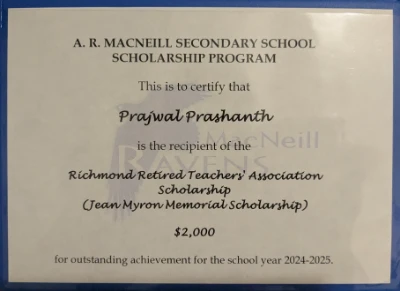 A. R. MACNEILL SECONDARY SCHOOL
SCHOLARSHIP PROGRAM
This is to certify that
Prajwal Prashanth
MacNeill
is the recipient of the
RAVENS
Richmond Retired Teachers' Association
Scholarship
(Jean Myron Memorial Scholarship)
$2,000
for outstanding achievement for the school year 2024-2025.